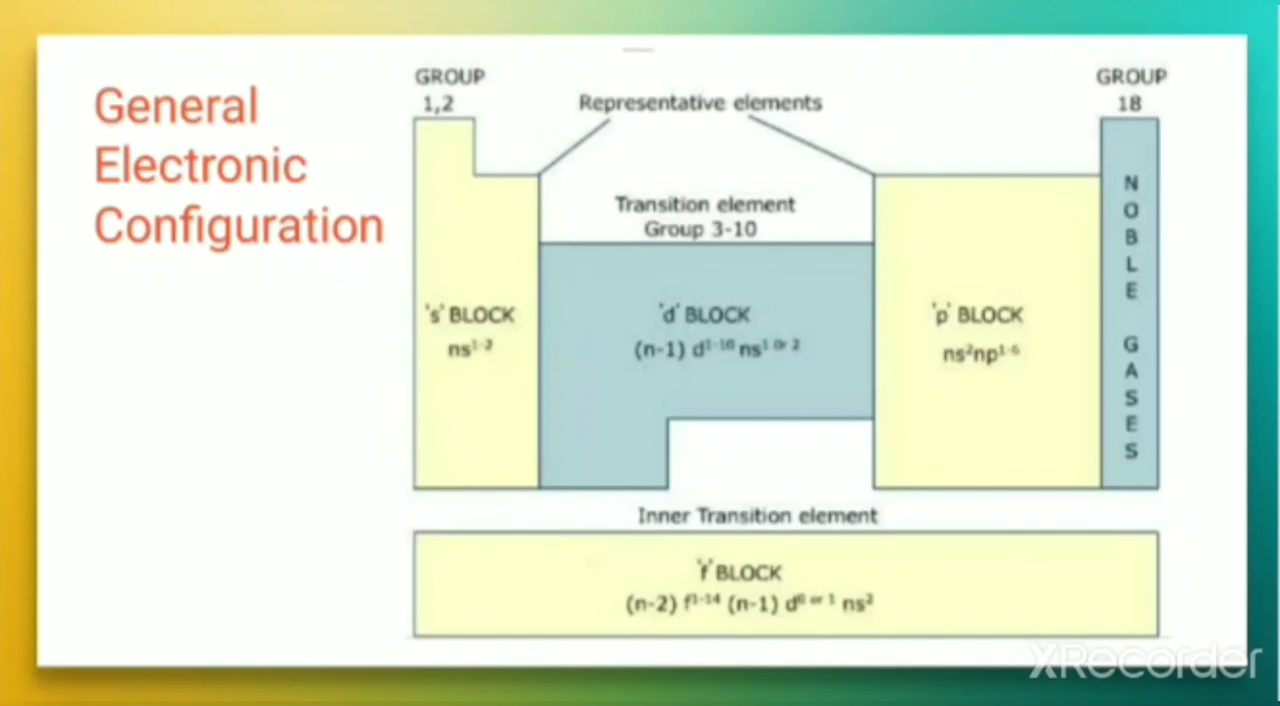 General
Electronic
Configuration
GROUP
1,2
Representative elements
GROUP
18
Transition element
Group 3-10
's' BLOCK
ns¹⁻²
'd' BLOCK
(n-1) d¹⁻¹⁰ ns¹ ᵒʳ ²
'p' BLOCK
ns²np¹⁻⁶
NOBLE GASES
Inner Transition element
'f' BLOCK
(n-2) f¹⁻¹⁴ (n-1) d⁰ ᵒʳ ¹ ns²
XRecorder